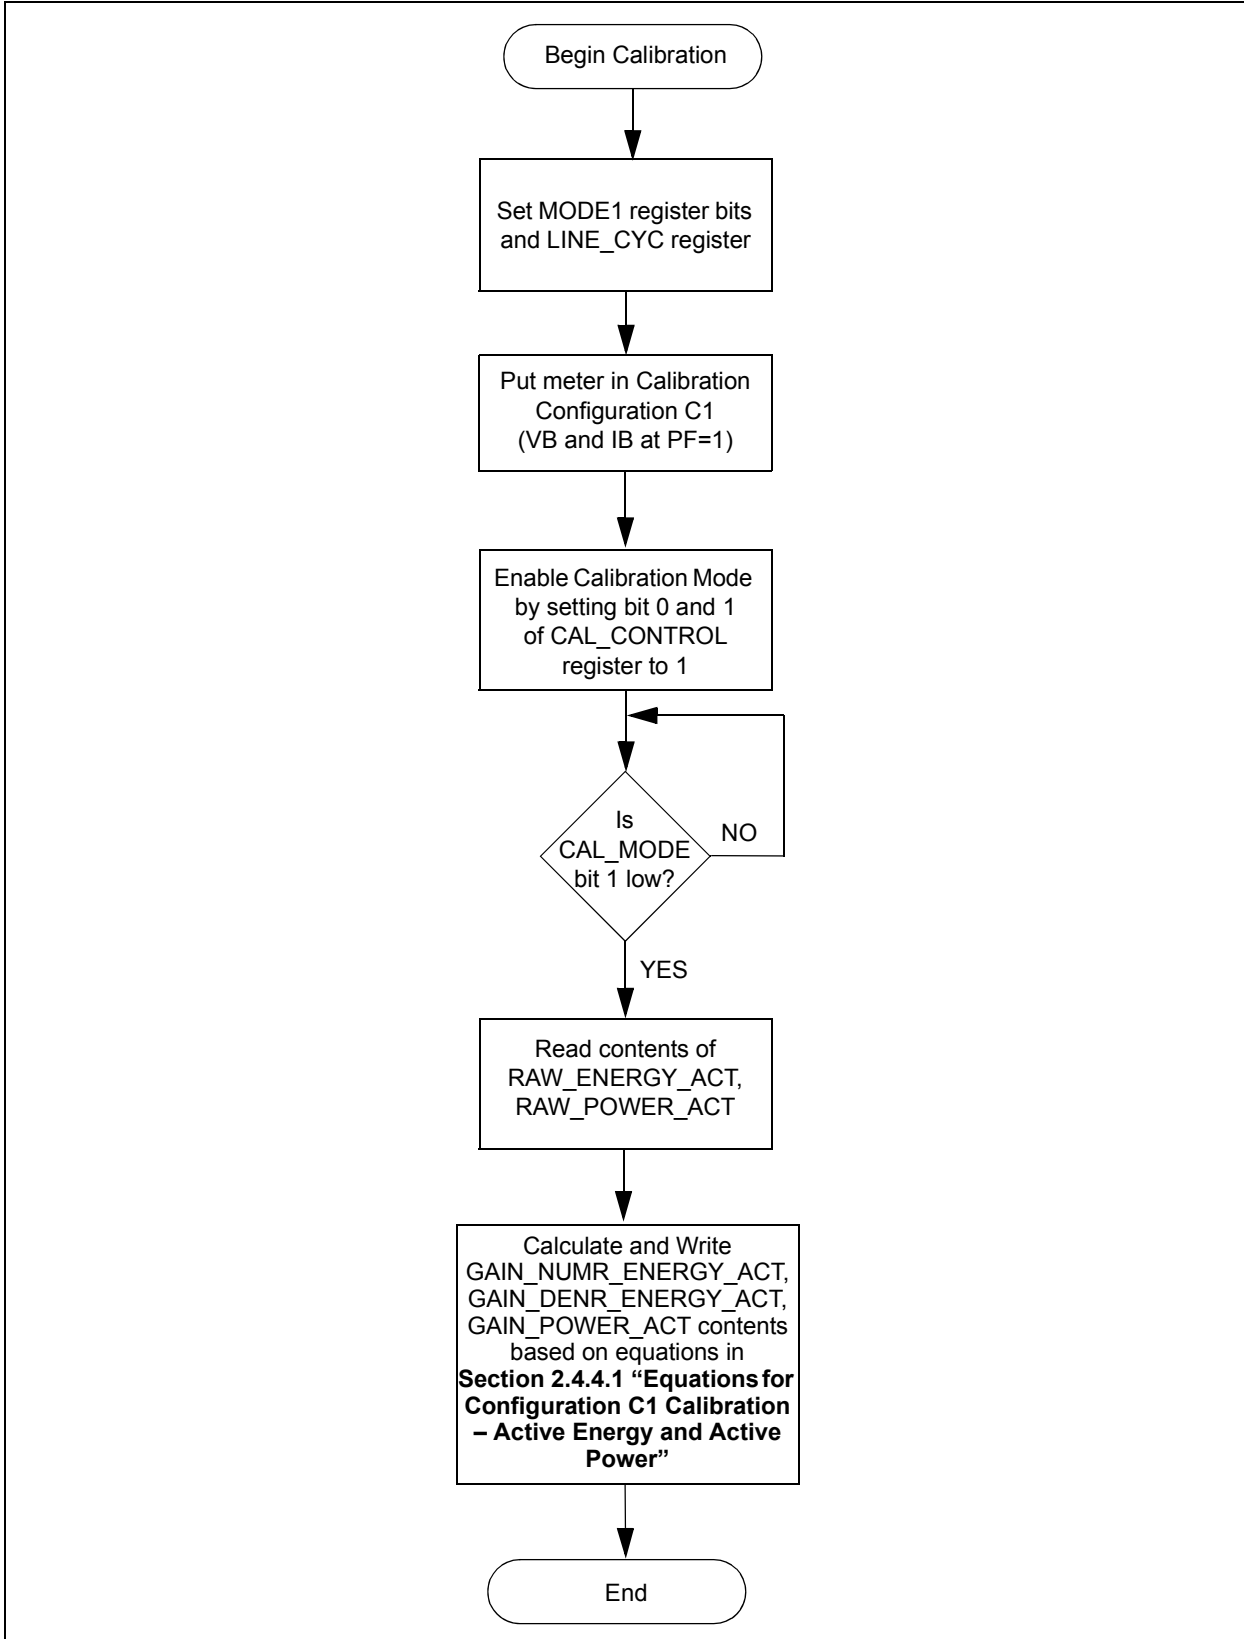 Begin Calibration
Set MODE1 register bits
and LINE_CYC register
Put meter in Calibration
Configuration C1
(VB and IB at PF=1)
Enable Calibration Mode
by setting bit 0 and 1
of CAL_CONTROL
register to 1
Is
CAL_MODE
bit 1 low?
NO
YES
Read contents of
RAW_ENERGY_ACT,
RAW_POWER_ACT
Calculate and Write
GAIN_NUMR_ENERGY_ACT,
GAIN_DENR_ENERGY_ACT,
GAIN_POWER_ACT contents
based on equations in
Section 2.4.4.1 “Equations for
Configuration C1 Calibration
– Active Energy and Active
Power”
End